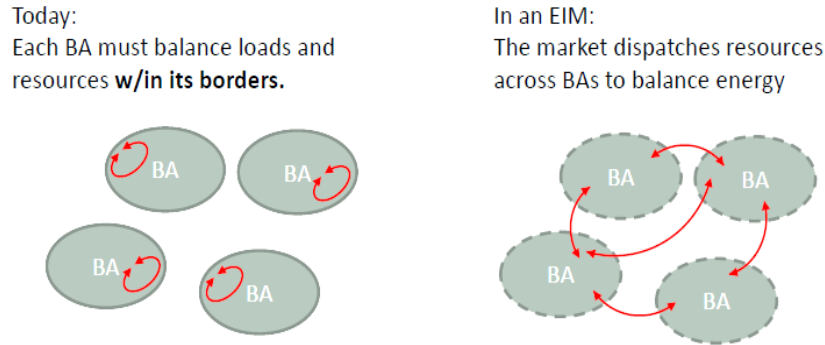 Today:
Each BA must balance loads and
resources w/in its borders.
In an EIM:
The market dispatches resources
across BAs to balance energy
BA
BA
BA
BA
BA
BA
BA
BA